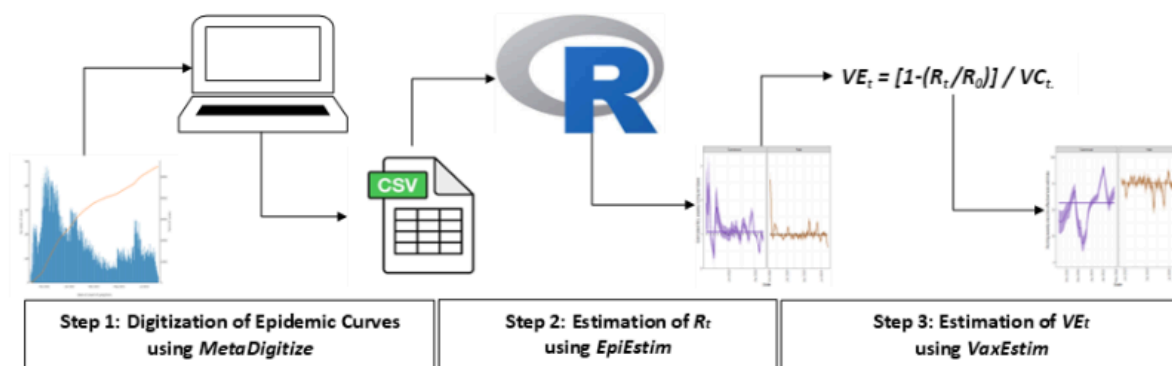 VEt = [1-(Rt/R0)] / VCt.
R
CSV
Step 1: Digitization of Epidemic Curves
using MetaDigitize
Step 2: Estimation of Rt
using EpiEstim
Step 3: Estimation of VEt
using VaxEstim